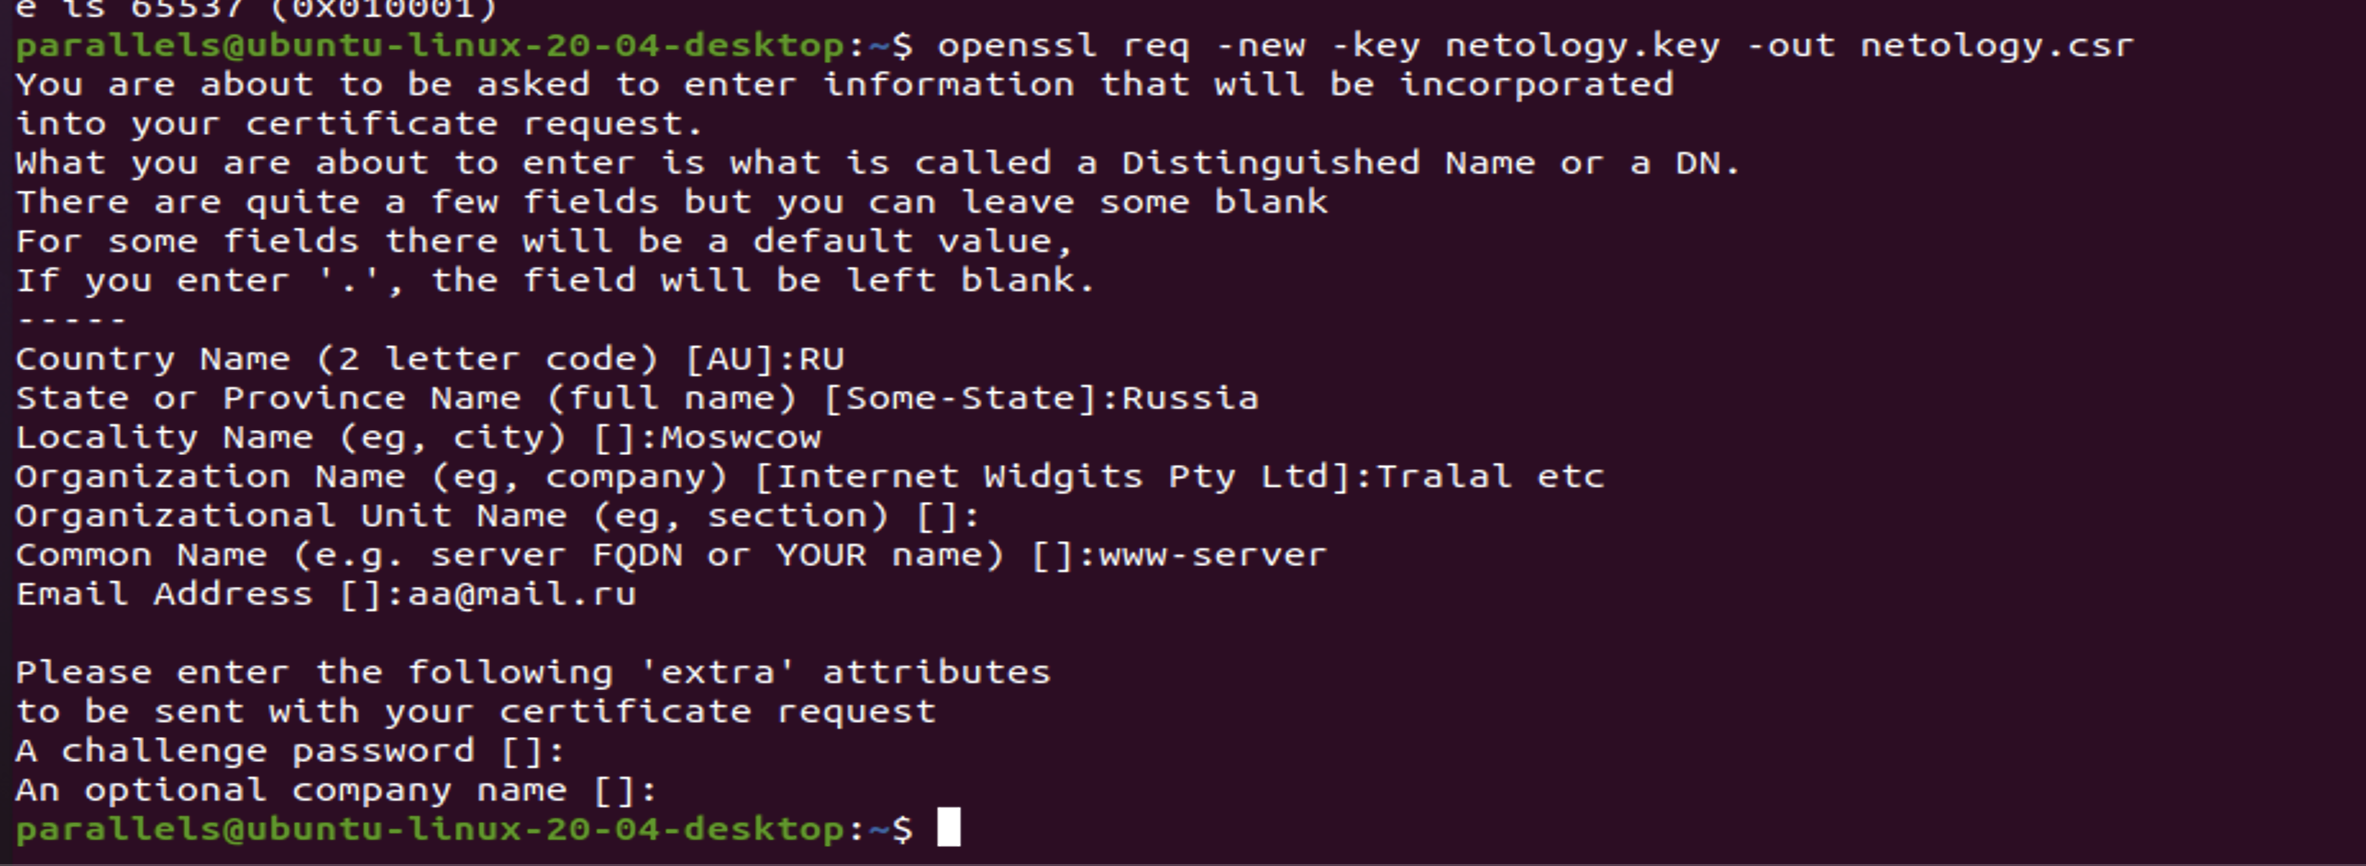 e is 65537 (0x010001)
parallels@ubuntu-linux-20-04-desktop:~$ openssl req -new -key netology.key -out netology.csr
You are about to be asked to enter information that will be incorporated
into your certificate request.
What you are about to enter is what is called a Distinguished Name or a DN.
There are quite a few fields but you can leave some blank
For some fields there will be a default value,
If you enter '.', the field will be left blank.
-----
Country Name (2 letter code) [AU]:RU
State or Province Name (full name) [Some-State]:Russia
Locality Name (eg, city) []:Moswcow
Organization Name (eg, company) [Internet Widgits Pty Ltd]:Tralal etc
Organizational Unit Name (eg, section) []:
Common Name (e.g. server FQDN or YOUR name) []:www-server
Email Address []:aa@mail.ru
Please enter the following 'extra' attributes
to be sent with your certificate request
A challenge password []:
An optional company name []:
parallels@ubuntu-linux-20-04-desktop:~$